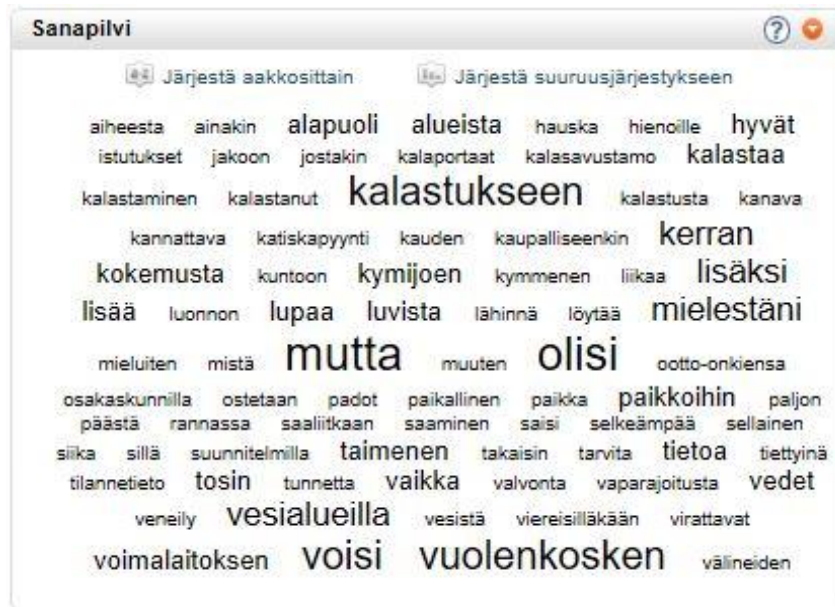 Sanapilvi
Järjestä aakkosittain Järjestä suuruusjärjestykseen
aiheesta ainakin alapuoli alueista hauska hienoille hyvät
istutukset jakoon jostakin kalaportaat kalasavustamo kalastaa
kalastaminen kalastanut kalastukseen kalastusta kanava
kannattava katiskapyynti kauden kaupalliseenkin kerran
kokemusta kuntoon kymijoen kymmenen liikaa lisäksi
lisää luonnon lupaa luvista lähinnä löytää mielestäni
mieluiten mistä mutta muuten olisi ootto-onkiensa
osakaskunnilla ostetaan padot paikallinen paikka paikkoihin paljon
päästä rannassa saaliitkaan saaminen saisi selkeämpää sellainen
siika sillä suunnitelmilla taimenen takaisin tarvita tietoa tiettyinä
tilannetieto tosin tunnetta vaikka valvonta vaparajoitusta vedet
veneily vesialueilla vesistä viereisilläkään virattavat
voimalaitoksen voisi vuolenkosken välineiden